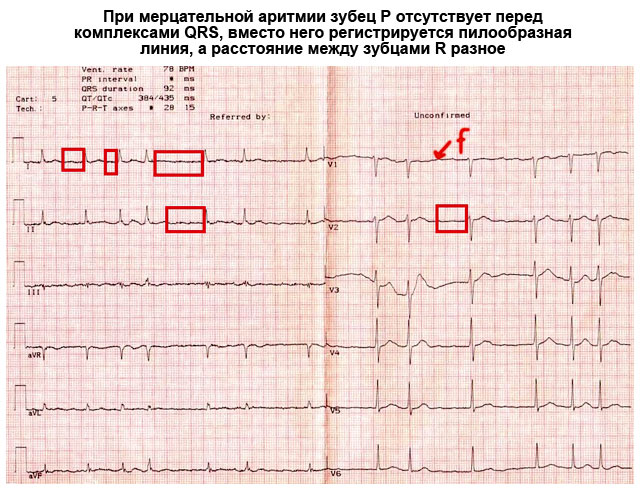 При мерцательной аритмии зубец P отсутствует перед
комплексами QRS, вместо него регистрируется пилообразная
линия, а расстояние между зубцами R разное
Vent. rate 78 BPM
PR interval * ms
QRS duration 92 ms
Cart: 5 QT/QTc 384/435 ms
Tech.: P-R-T axes * 28 15
Referred by: Unconfirmed
f
I V1
II V2
III V3
aVR V4
aVL V5
aVF V6